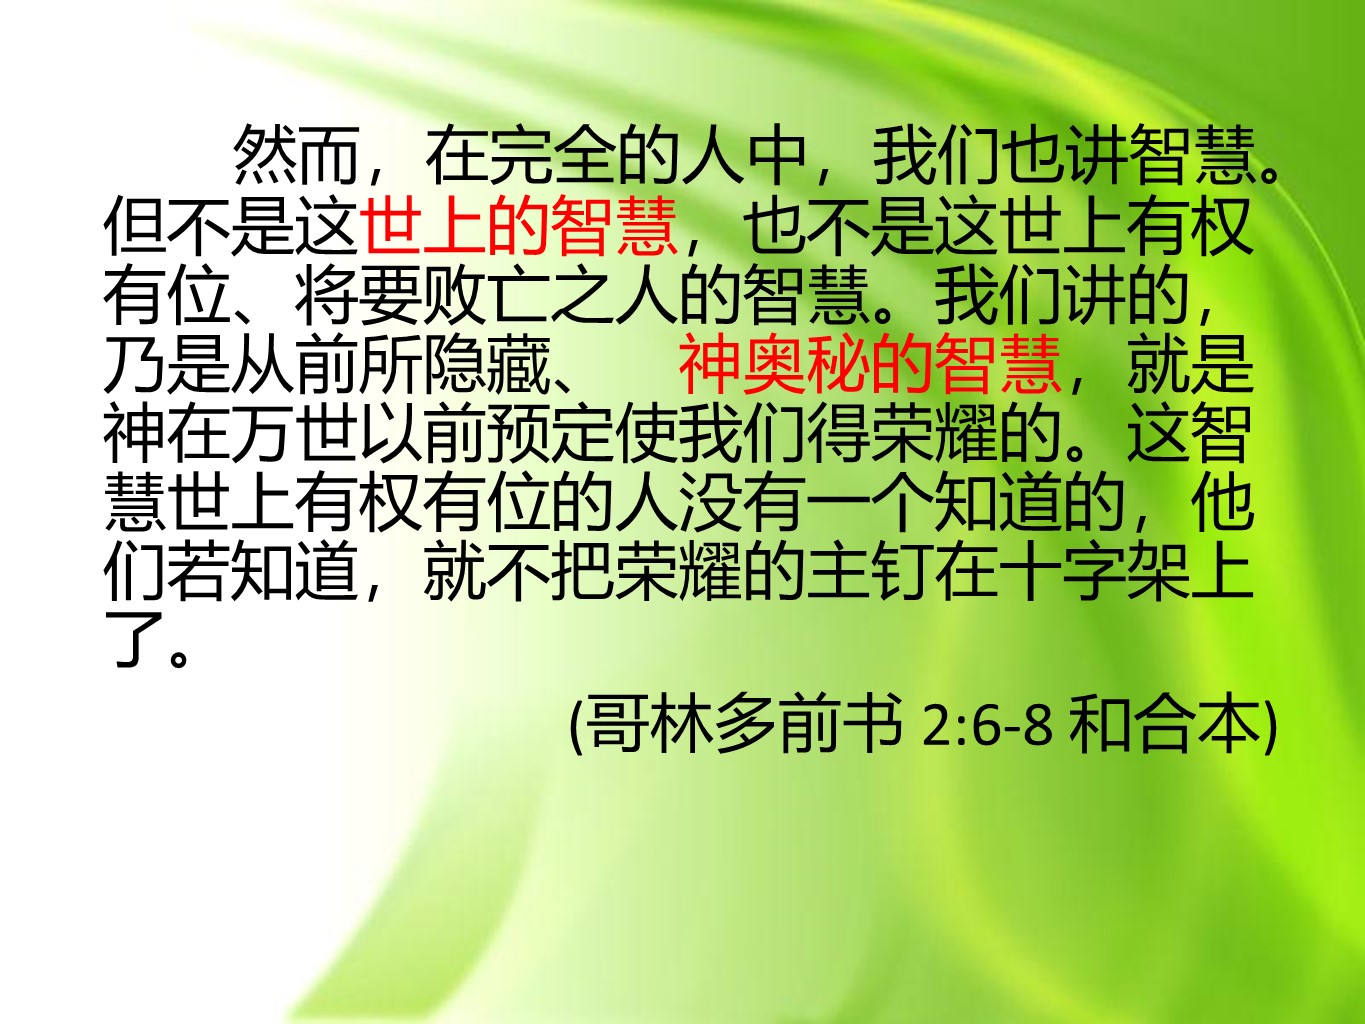 然而，在完全的人中，我们也讲智慧。
但不是这世上的智慧，也不是这世上有权
有位、将要败亡之人的智慧。我们讲的，
乃是从前所隐藏、　神奥秘的智慧，就是
神在万世以前预定使我们得荣耀的。这智
慧世上有权有位的人没有一个知道的，他
们若知道，就不把荣耀的主钉在十字架上
了。
(哥林多前书 2:6-8 和合本)